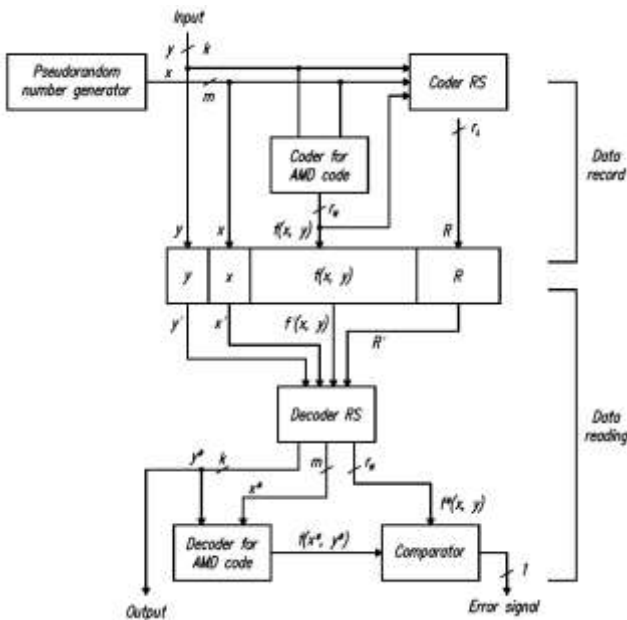 Input
y k
x
Pseudorandom
number generator
m
Coder RS
Coder for
AMD code
Data
record
y x f(x, y) R
y x f(x, y) R
y' x' f'(x, y) R'
Decoder RS
Data
reading
y* k m
x*
f*(x, y)
Decoder for
AMD code
f(x*, y*)
Comparator
1
Output Error signal